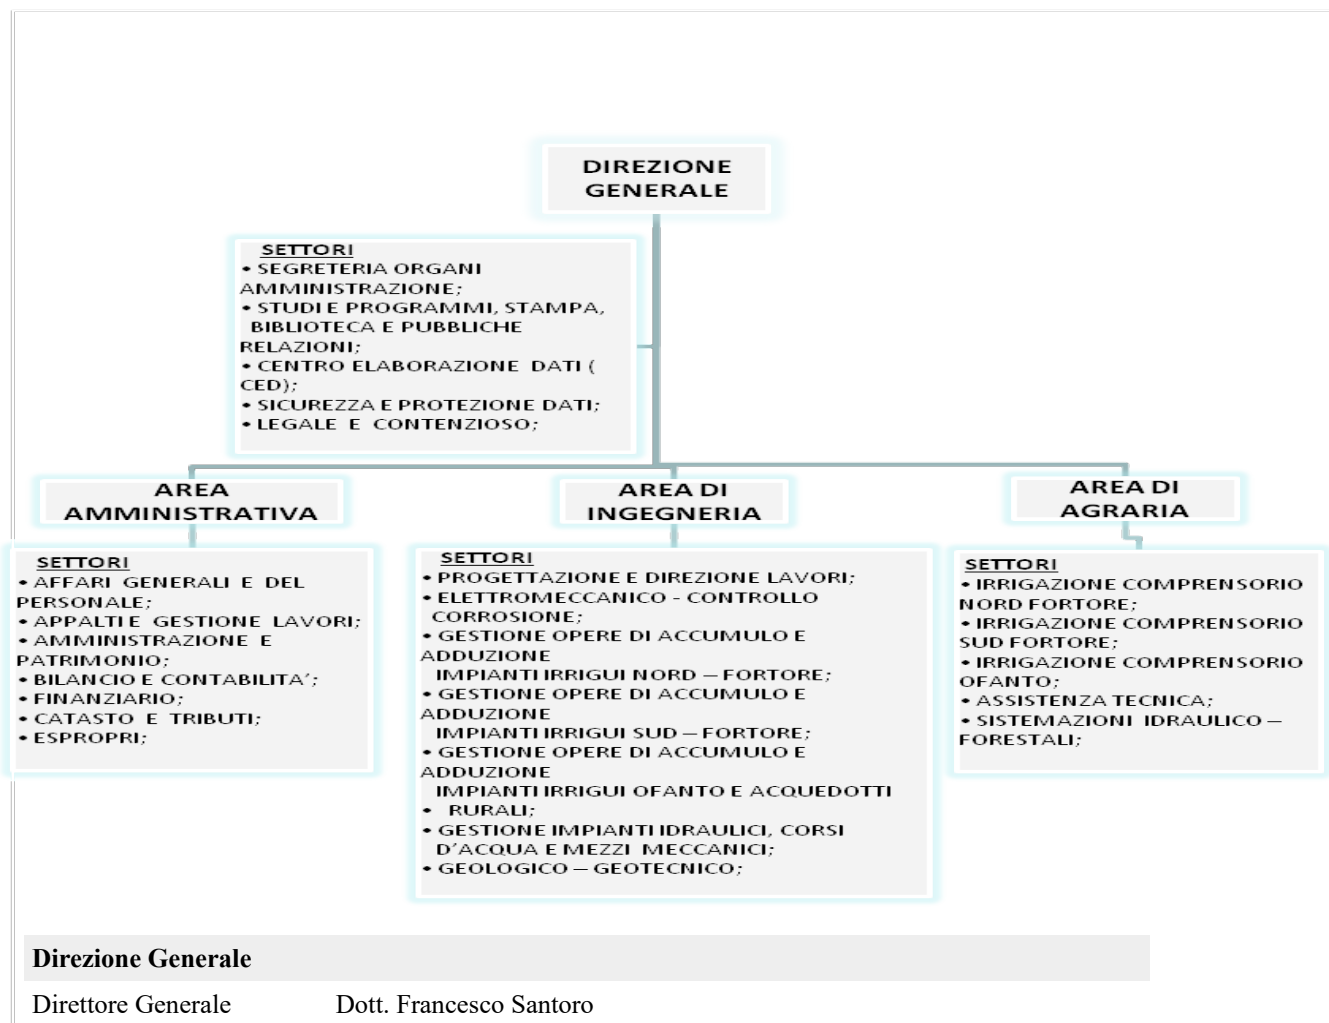 DIREZIONE
GENERALE
SETTORI
• SEGRETERIA ORGANI
AMMINISTRAZIONE;
• STUDI E PROGRAMMI, STAMPA,
BIBLIOTECA E PUBBLICHE
RELAZIONI;
• CENTRO ELABORAZIONE DATI (
CED);
• SICUREZZA E PROTEZIONE DATI;
• LEGALE E CONTENZIOSO;
AREA
AMMINISTRATIVA
SETTORI
• AFFARI GENERALI E DEL
PERSONALE;
• APPALTI E GESTIONE LAVORI;
• AMMINISTRAZIONE E
PATRIMONIO;
• BILANCIO E CONTABILITA’;
• FINANZIARIO;
• CATASTO E TRIBUTI;
• ESPROPRI;
AREA DI
INGEGNERIA
SETTORI
• PROGETTAZIONE E DIREZIONE LAVORI;
• ELETTROMECCANICO - CONTROLLO
CORROSIONE;
• GESTIONE OPERE DI ACCUMULO E
ADDUZIONE
IMPIANTI IRRIGUI NORD – FORTORE;
• GESTIONE OPERE DI ACCUMULO E
ADDUZIONE
IMPIANTI IRRIGUI SUD – FORTORE;
• GESTIONE OPERE DI ACCUMULO E
ADDUZIONE
IMPIANTI IRRIGUI OFANTO E ACQUEDOTTI
• RURALI;
• GESTIONE IMPIANTI IDRAULICI, CORSI
D’ACQUA E MEZZI MECCANICI;
• GEOLOGICO – GEOTECNICO;
AREA DI
AGRARIA
SETTORI
• IRRIGAZIONE COMPRENSORIO
NORD FORTORE;
• IRRIGAZIONE COMPRENSORIO
SUD FORTORE;
• IRRIGAZIONE COMPRENSORIO
OFANTO;
• ASSISTENZA TECNICA;
• SISTEMAZIONI IDRAULICO –
FORESTALI;
Direzione Generale
Direttore Generale Dott. Francesco Santoro